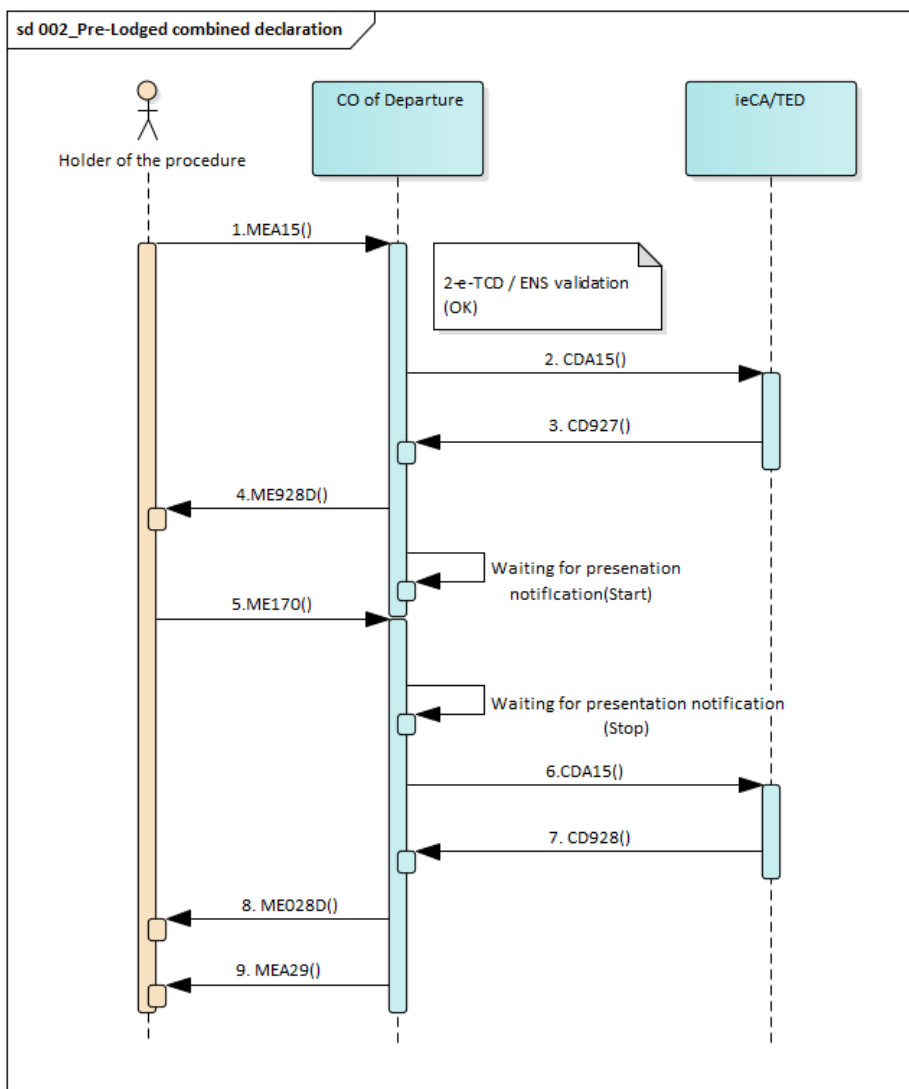 sd 002_Pre-Lodged combined declaration
CO of Departure
ieCA/TED
Holder of the procedure
1.MEA15()
2-e-TCD / ENS validation
(OK)
2. CDA15()
3. CD927()
4.ME928D()
Waiting for presenation
notification(Start)
5.ME170()
Waiting for presentation notification
(Stop)
6.CDA15()
7. CD928()
8. ME028D()
9. MEA29()